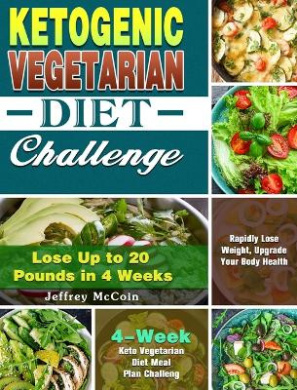 KETOGENIC
VEGETARIAN
DIET
Challenge
Lose Up to 20
Pounds in 4 Weeks
Jeffrey McCoin
Rapidly Lose
Weight, Upgrade
Your Body Health
4-Week
Keto Vegetarian
Diet Meal
Plan Challeng